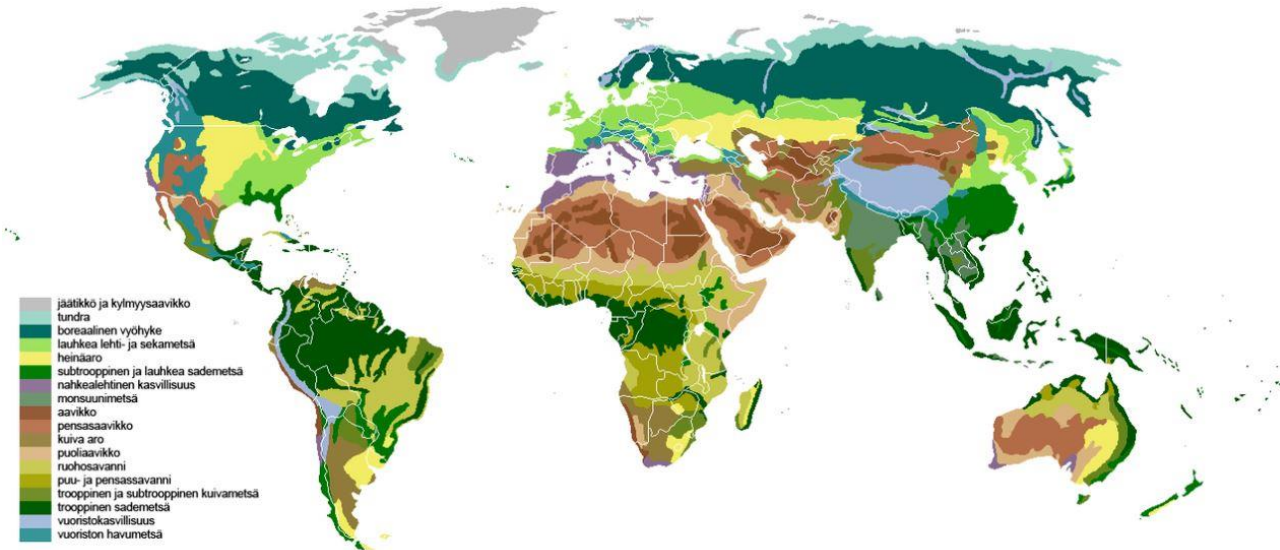 jäätikkö ja kylmyysaavikko
tundra
boreaalinen vyöhyke
lauhkea lehti- ja sekametsä
heinäaro
subtrooppinen ja lauhkea sademetsä
nahkealehtinen kasvillisuus
monsuunimetsä
aavikko
pensasaavikko
kuiva aro
puoliaavikko
ruohosavanni
puu- ja pensassavanni
trooppinen ja subtrooppinen kuivametsä
trooppinen sademetsä
vuoristokasvillisuus
vuoriston havumetsä